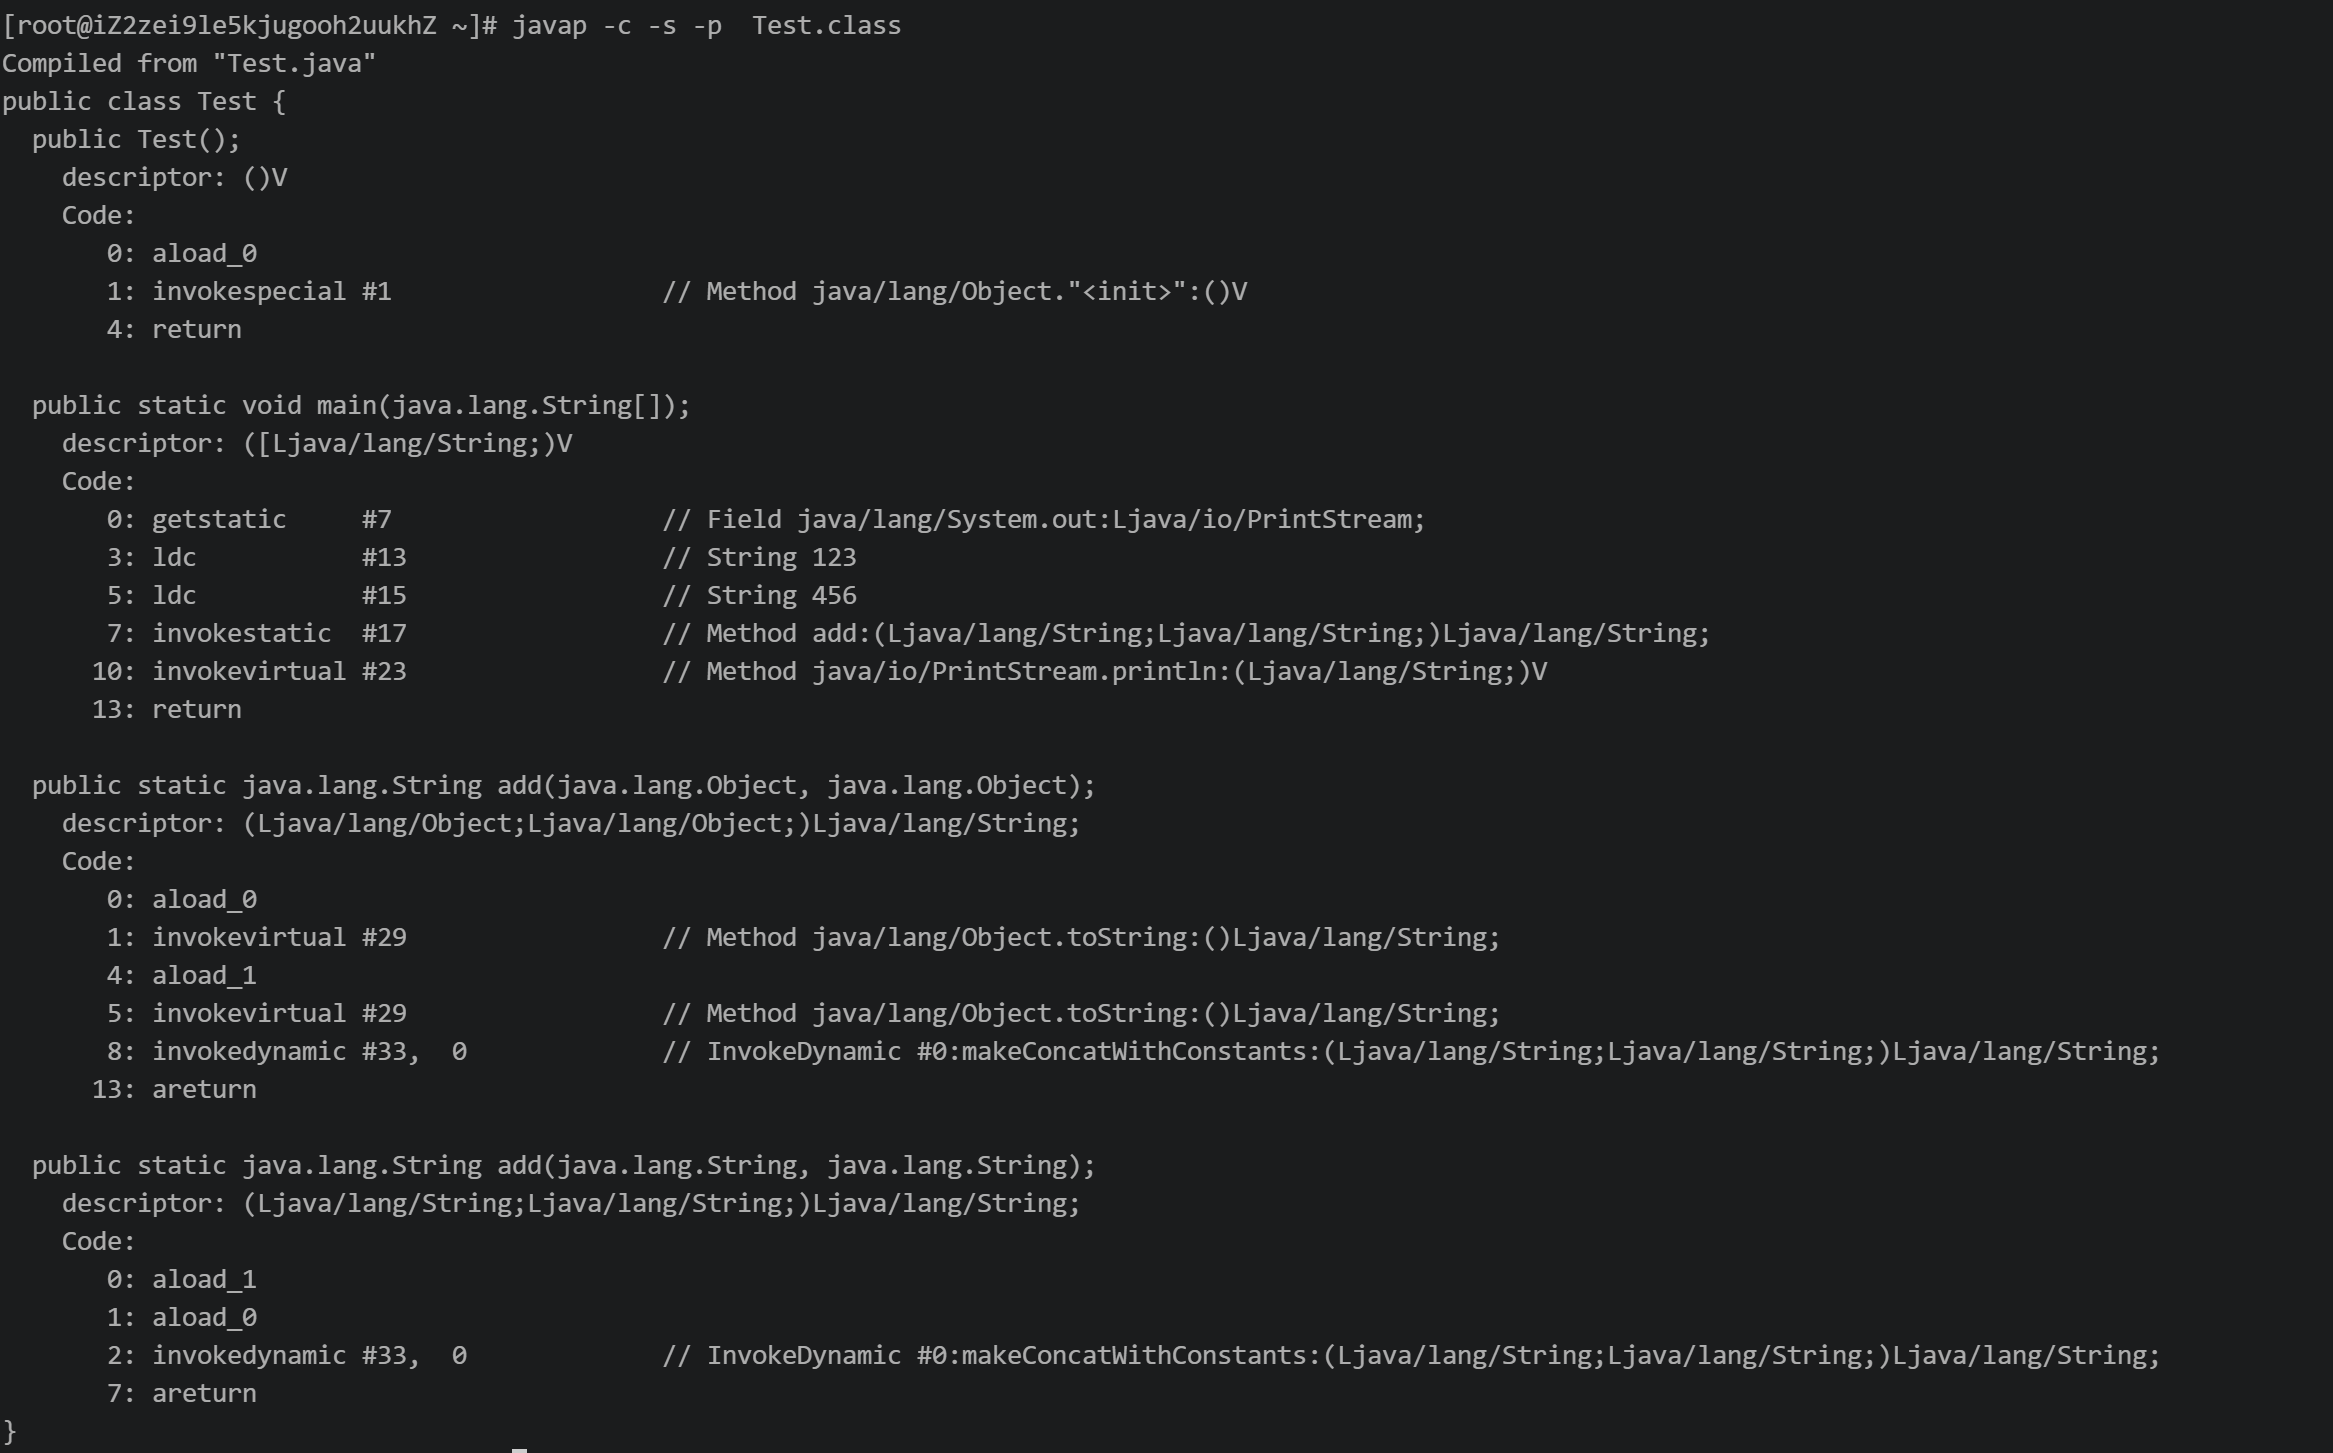 [root@iZ2zei9le5kjugooh2uukhZ ~]# javap -c -s -p  Test.class
Compiled from "Test.java"
public class Test {
  public Test();
    descriptor: ()V
    Code:
       0: aload_0
       1: invokespecial #1                  // Method java/lang/Object."<init>":()V
       4: return

  public static void main(java.lang.String[]);
    descriptor: ([Ljava/lang/String;)V
    Code:
       0: getstatic     #7                  // Field java/lang/System.out:Ljava/io/PrintStream;
       3: ldc           #13                 // String 123
       5: ldc           #15                 // String 456
       7: invokestatic  #17                 // Method add:(Ljava/lang/String;Ljava/lang/String;)Ljava/lang/String;
      10: invokevirtual #23                 // Method java/io/PrintStream.println:(Ljava/lang/String;)V
      13: return

  public static java.lang.String add(java.lang.Object, java.lang.Object);
    descriptor: (Ljava/lang/Object;Ljava/lang/Object;)Ljava/lang/String;
    Code:
       0: aload_0
       1: invokevirtual #29                 // Method java/lang/Object.toString:()Ljava/lang/String;
       4: aload_1
       5: invokevirtual #29                 // Method java/lang/Object.toString:()Ljava/lang/String;
       8: invokedynamic #33,  0             // InvokeDynamic #0:makeConcatWithConstants:(Ljava/lang/String;Ljava/lang/String;)Ljava/lang/String;
      13: areturn

  public static java.lang.String add(java.lang.String, java.lang.String);
    descriptor: (Ljava/lang/String;Ljava/lang/String;)Ljava/lang/String;
    Code:
       0: aload_1
       1: aload_0
       2: invokedynamic #33,  0             // InvokeDynamic #0:makeConcatWithConstants:(Ljava/lang/String;Ljava/lang/String;)Ljava/lang/String;
       7: areturn
}